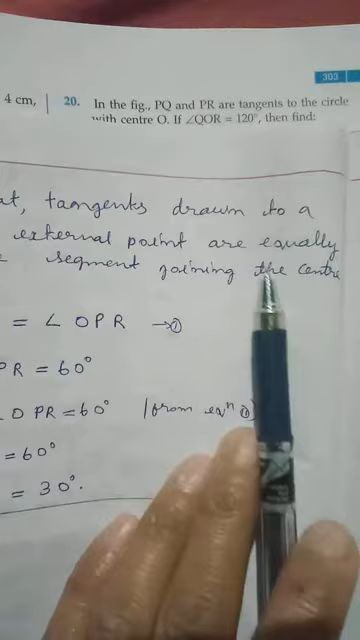 303
4 cm,
20. In the fig., PQ and PR are tangents to the circle
with centre O. If ∠QOR = 120°, then find:
at, tangents drawn to a
external point are equally
segment joining the centre
= ∠ OPR → ①
PR = 60°
OPR = 60° (from eqⁿ ①)
= 60°
= 30°.